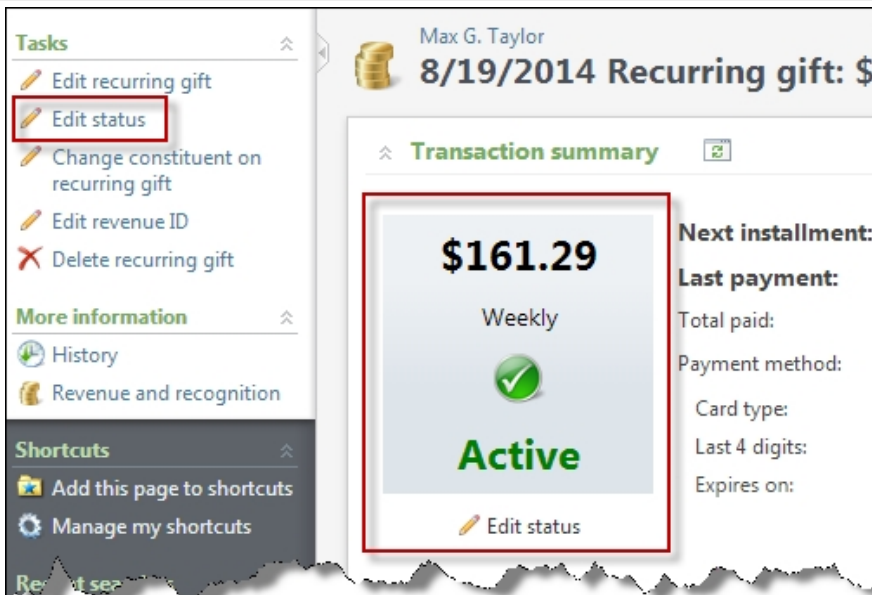 Tasks
Edit recurring gift
Edit status
Change constituent on
recurring gift
Edit revenue ID
Delete recurring gift
More information
History
Revenue and recognition
Shortcuts
Add this page to shortcuts
Manage my shortcuts
Max G. Taylor
8/19/2014 Recurring gift: $
Transaction summary
$161.29
Weekly
Active
Edit status
Next installment:
Last payment:
Total paid:
Payment method:
Card type:
Last 4 digits:
Expires on: